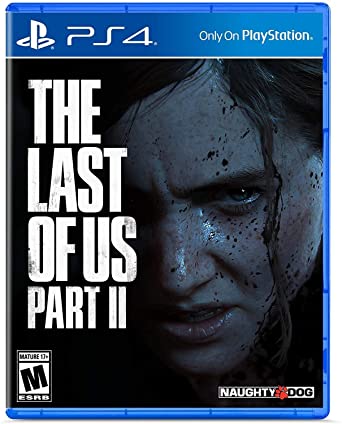 PS4
Only On PlayStation®
THE
LAST
OF US
PART II
MATURE 17+
M
ESRB
NAUGHTY DOG